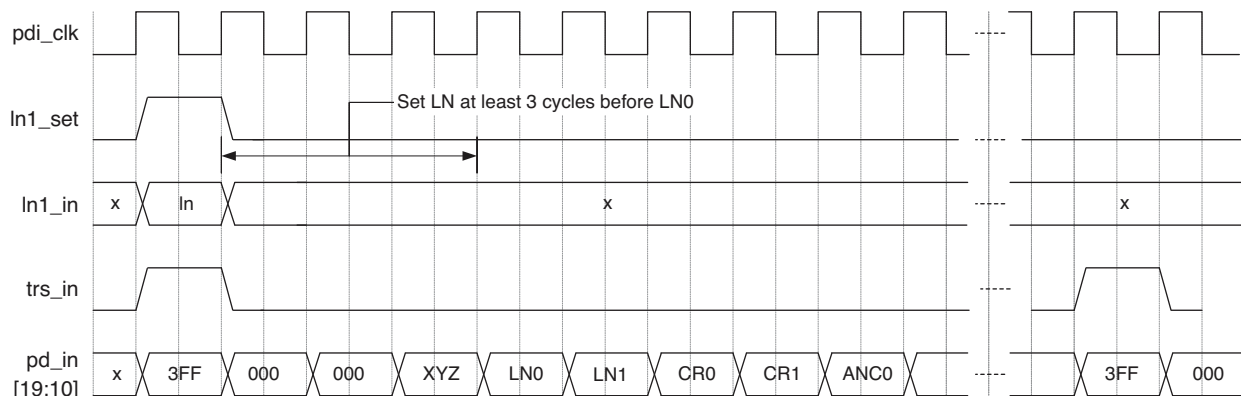 pdi_clk
Set LN at least 3 cycles before LN0
ln1_set
ln1_in x ln x x
trs_in
pd_in
[19:10]
x 3FF 000 000 XYZ LN0 LN1 CR0 CR1 ANC0 3FF 000